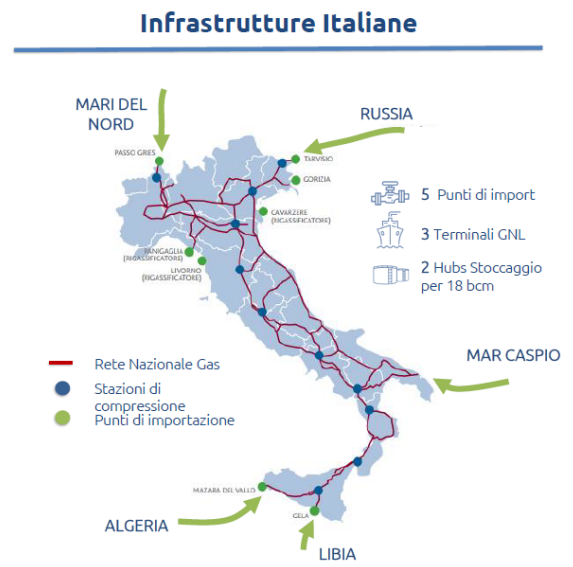 Infrastrutture Italiane
MARI DEL
NORD
RUSSIA
PASSO GRIES
TARVISIO
GORIZIA
CAVARZERE
(RIGASSIFICATORE)
PANIGAGLIA
(RIGASSIFICATORE)
LIVORNO
(RIGASSIFICATORE)
5 Punti di import
3 Terminali GNL
2 Hubs Stoccaggio
per 18 bcm
MAR CASPIO
Rete Nazionale Gas
Stazioni di
compressione
Punti di importazione
MAZARA DEL VALLO
GELA
ALGERIA
LIBIA